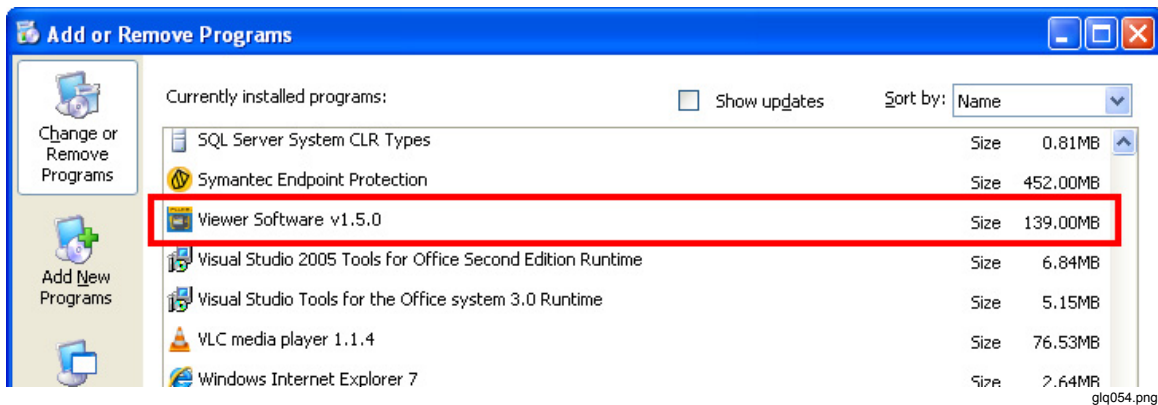 Add or Remove Programs
Change or
Remove
Programs
Add New
Programs
Currently installed programs:
Show updates
Sort by: Name
SQL Server System CLR Types Size 0.81MB
Symantec Endpoint Protection Size 452.00MB
Viewer Software v1.5.0 Size 139.00MB
Visual Studio 2005 Tools for Office Second Edition Runtime Size 6.84MB
Visual Studio Tools for the Office system 3.0 Runtime Size 5.15MB
VLC media player 1.1.4 Size 76.53MB
Windows Internet Explorer 7 Size 2.64MB
glq054.png